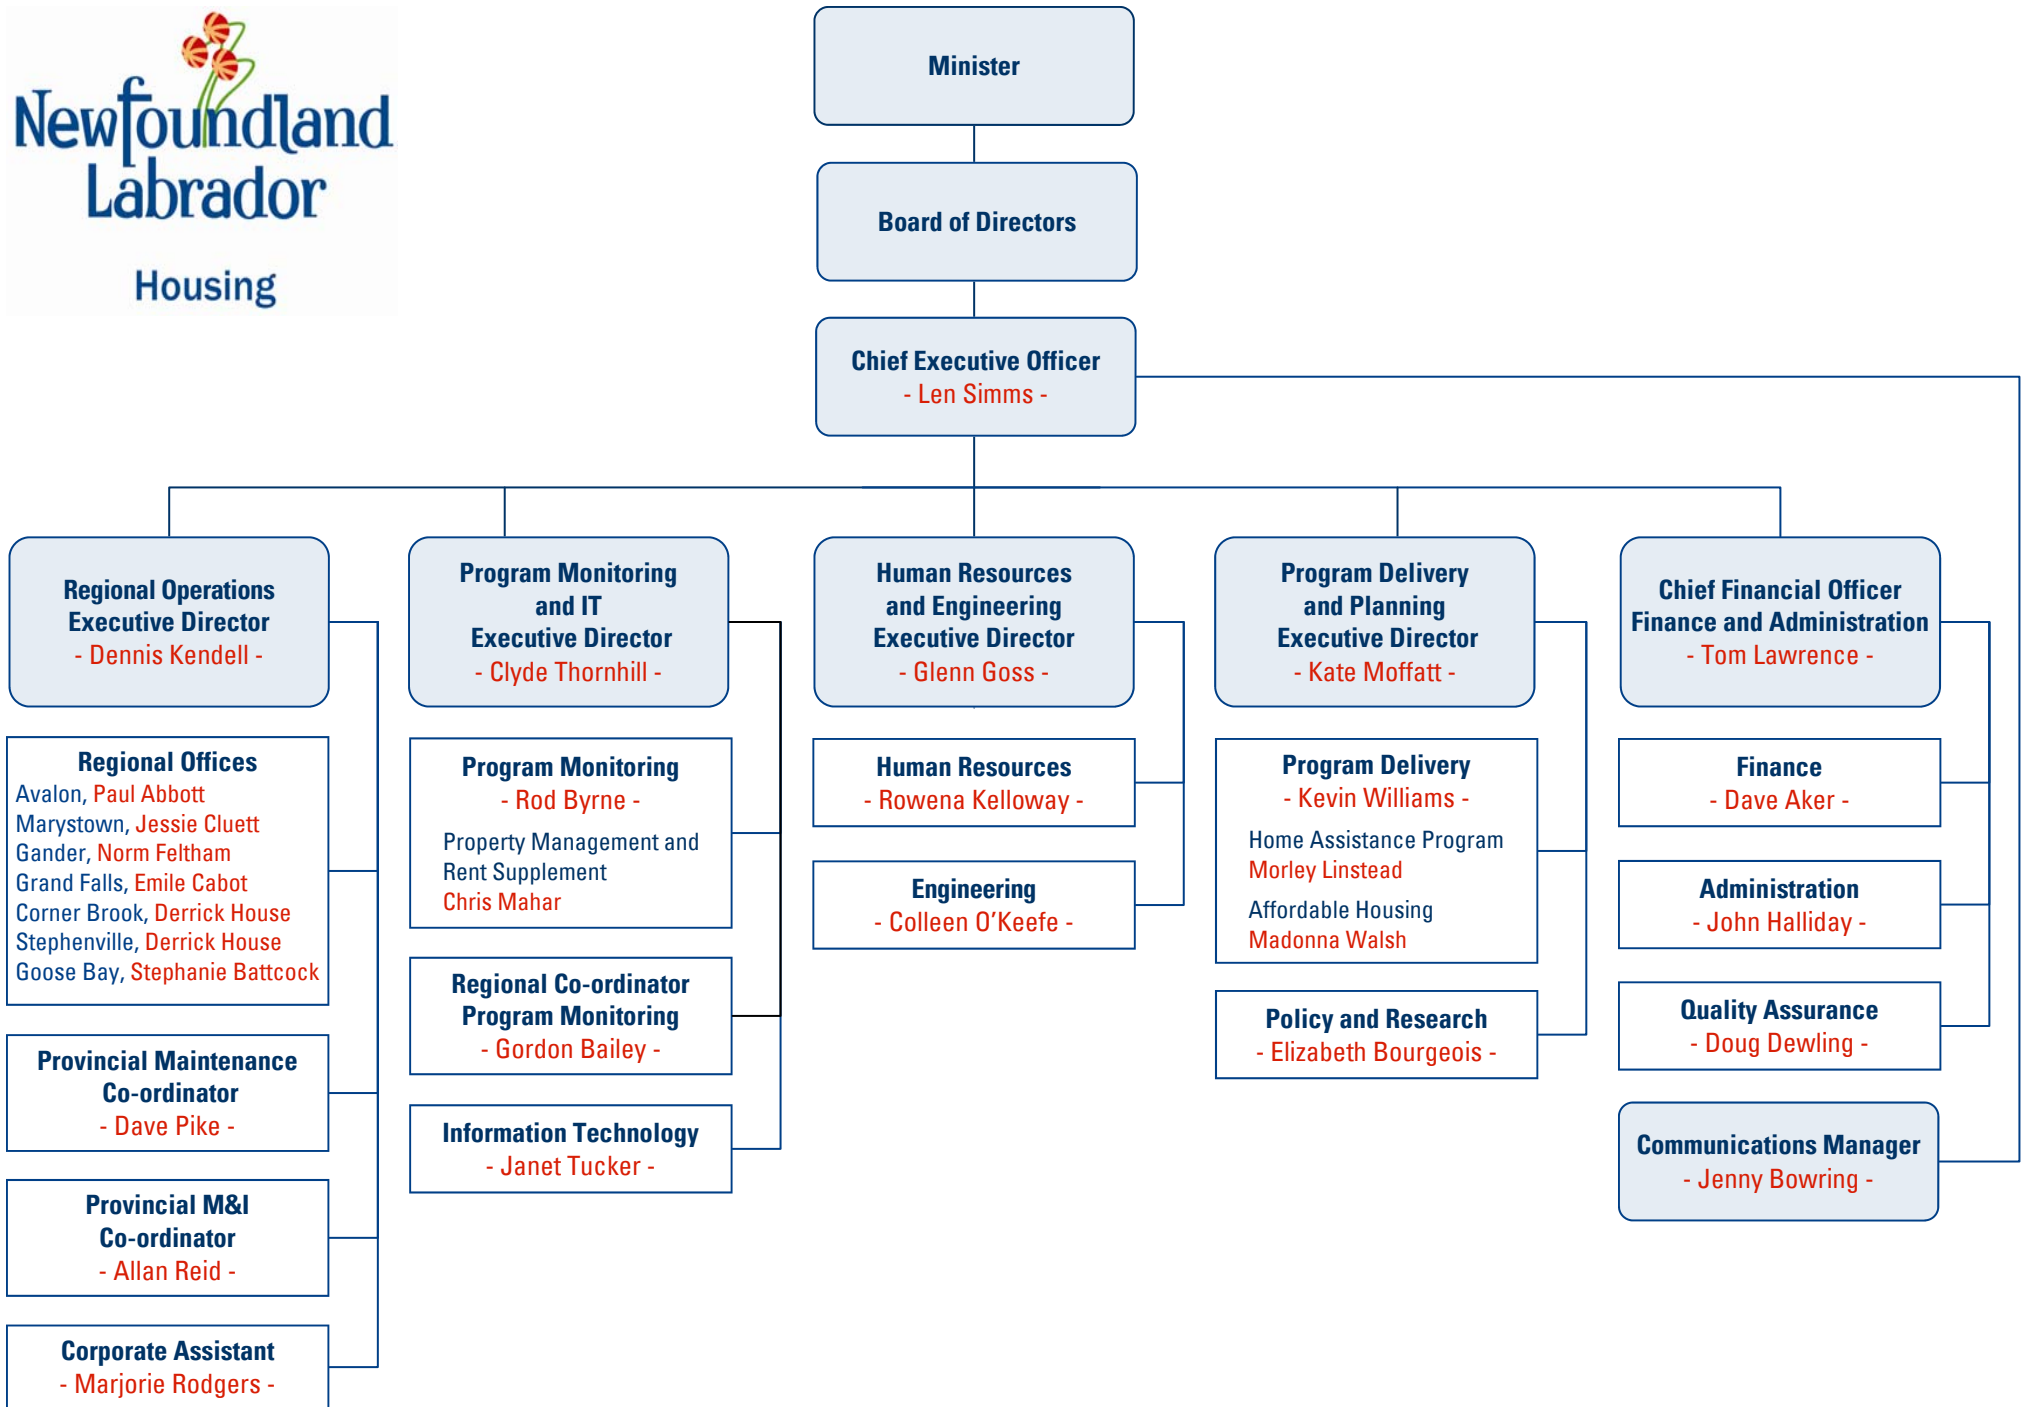 Newfoundland
Labrador
Housing
Minister
Board of Directors
Chief Executive Officer
- Len Simms -
Regional Operations
Executive Director
- Dennis Kendell -
Regional Offices
Avalon, Paul Abbott
Marystown, Jessie Cluett
Gander, Norm Feltham
Grand Falls, Emile Cabot
Corner Brook, Derrick House
Stephenville, Derrick House
Goose Bay, Stephanie Battcock
Provincial Maintenance
Co-ordinator
- Dave Pike -
Provincial M&I
Co-ordinator
- Allan Reid -
Corporate Assistant
- Marjorie Rodgers -
Program Monitoring
and IT
Executive Director
- Clyde Thornhill -
Program Monitoring
- Rod Byrne -
Property Management and
Rent Supplement
Chris Mahar
Regional Co-ordinator
Program Monitoring
- Gordon Bailey -
Information Technology
- Janet Tucker -
Human Resources
and Engineering
Executive Director
- Glenn Goss -
Human Resources
- Rowena Kelloway -
Engineering
- Colleen O’Keefe -
Program Delivery
and Planning
Executive Director
- Kate Moffatt -
Program Delivery
- Kevin Williams -
Home Assistance Program
Morley Linstead
Affordable Housing
Madonna Walsh
Policy and Research
- Elizabeth Bourgeois -
Chief Financial Officer
Finance and Administration
- Tom Lawrence -
Finance
- Dave Aker -
Administration
- John Halliday -
Quality Assurance
- Doug Dewling -
Communications Manager
- Jenny Bowring -